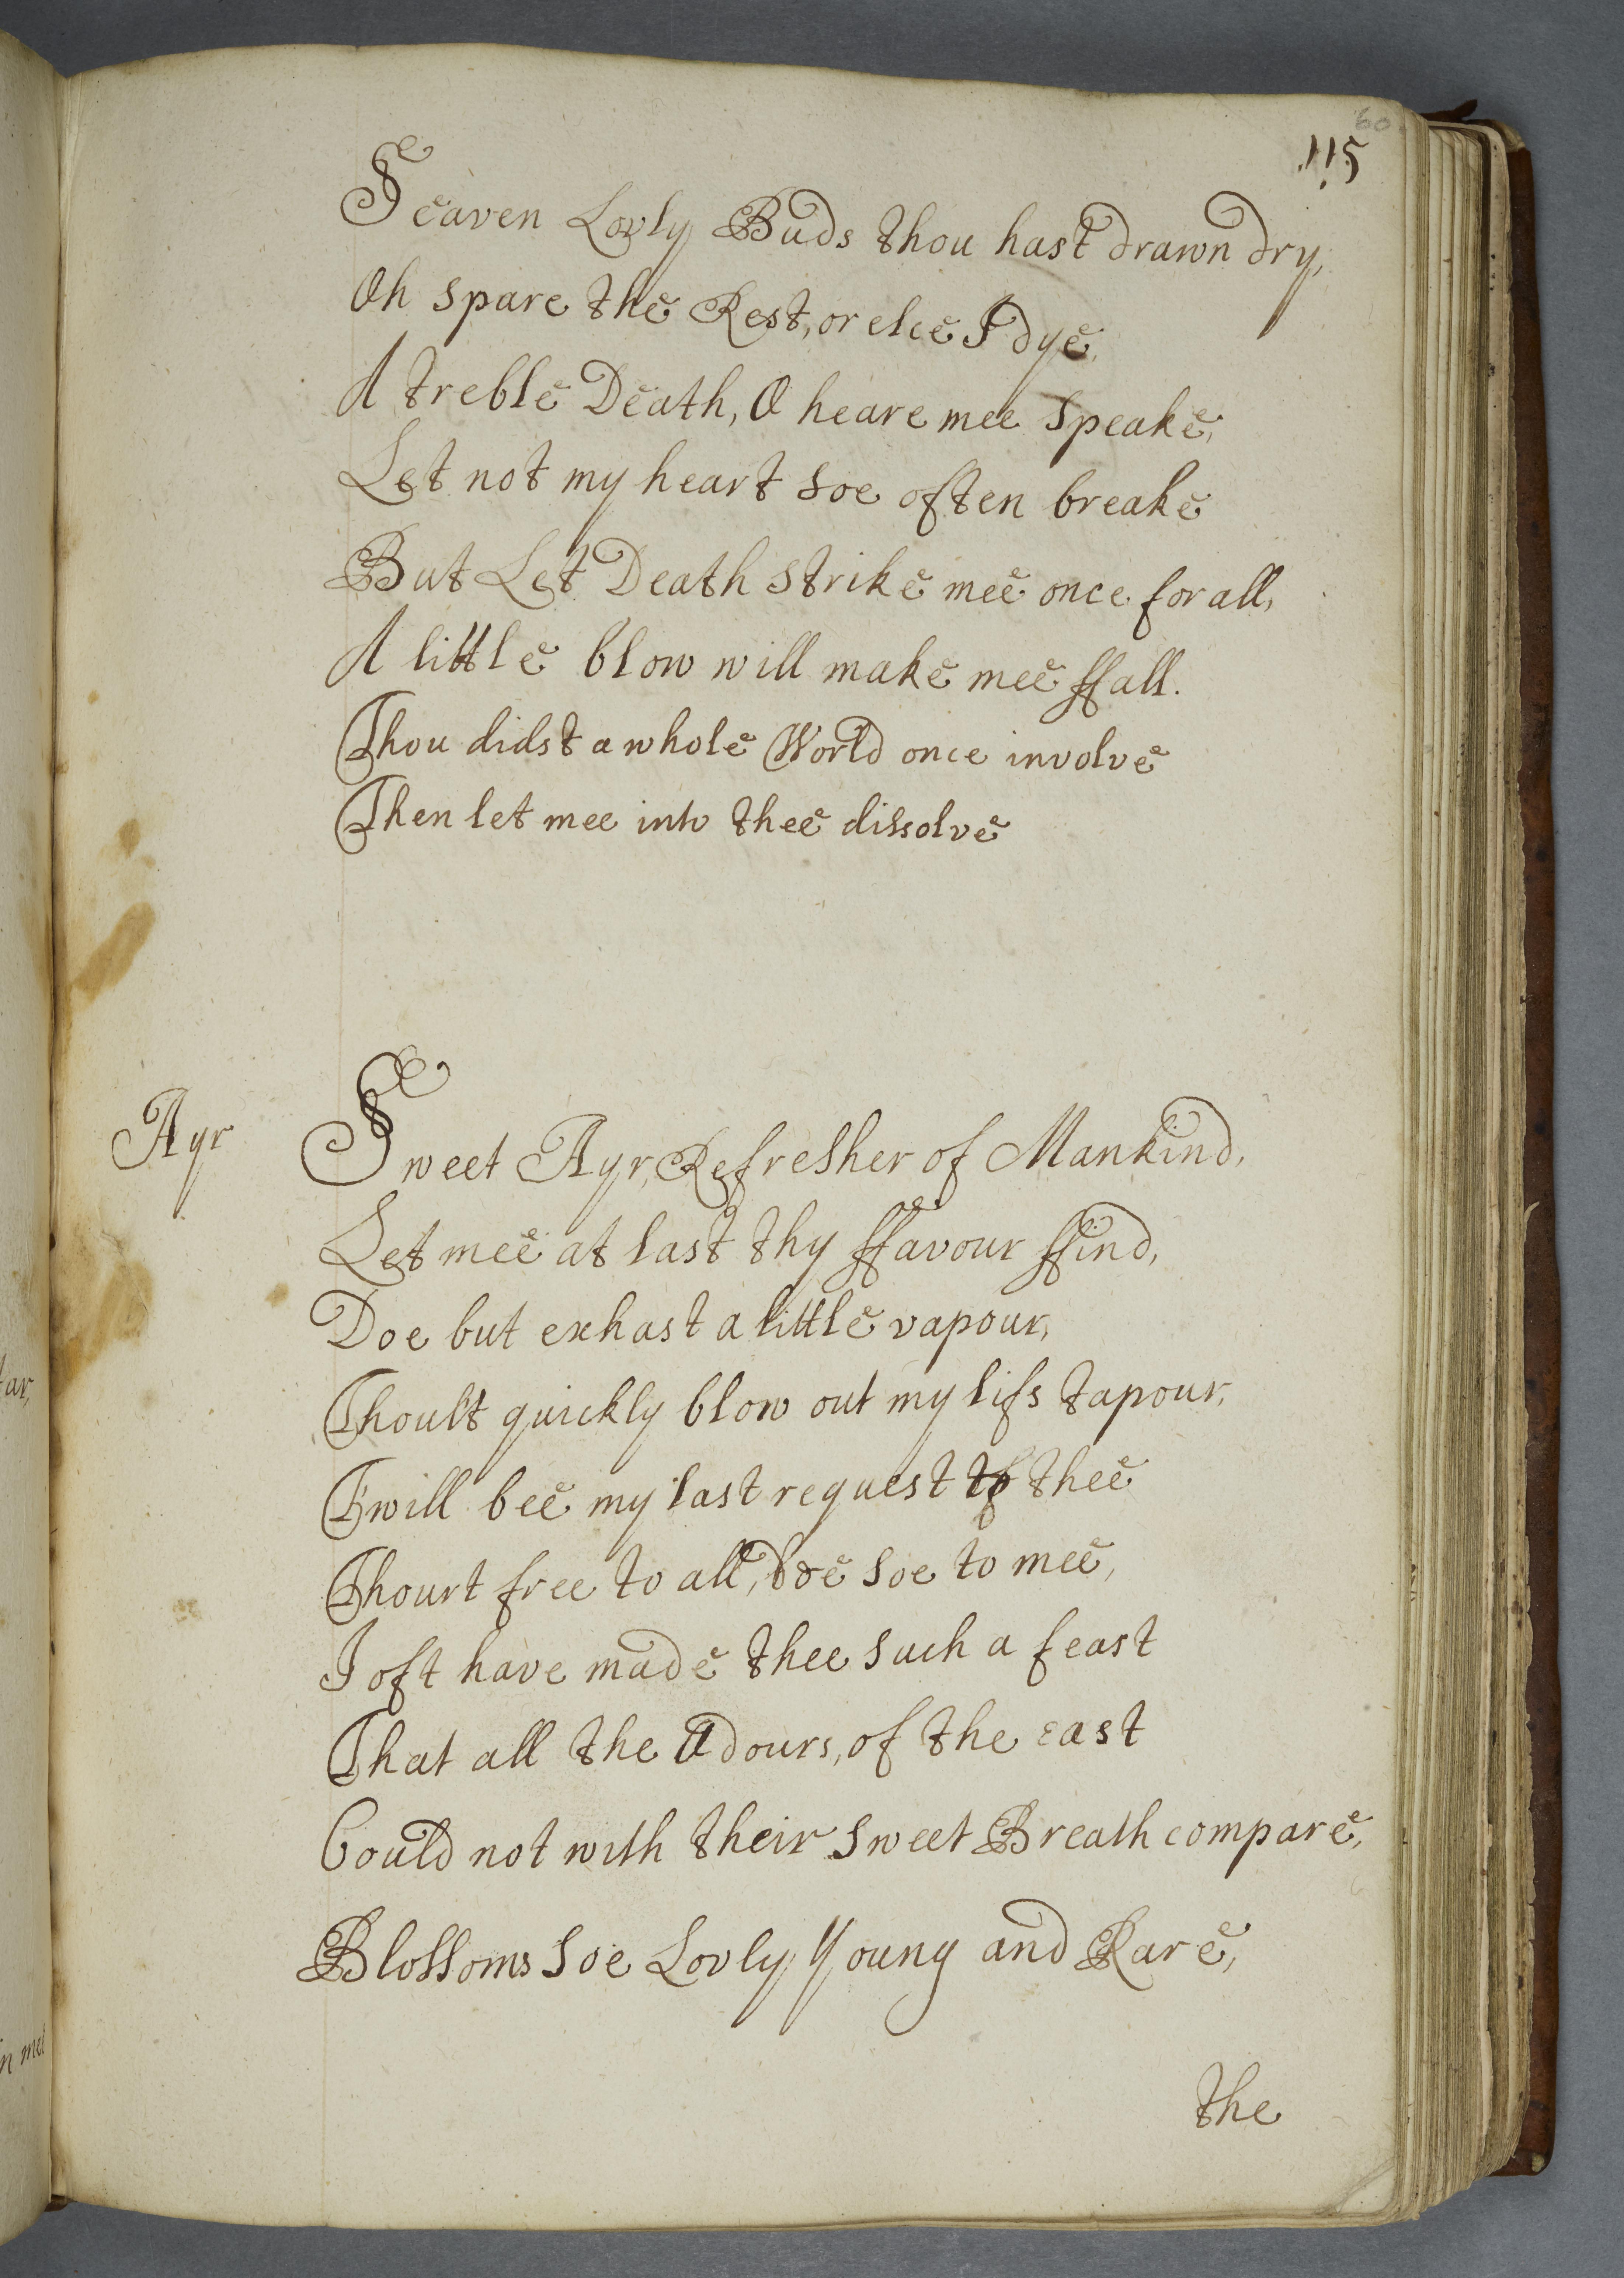 60
115
Seaven Lovly Buds thou hast drawn dry,
Oh spare the Rest, or elce I dye,
A treble Death, O heare mee speake,
Let not my heart soe often breake
But Let Death strike mee once for all,
A little blow will make mee ffall.
Thou didst a whole World once involve
Then let mee into thee dissolve
Ayr
Sweet Ayr, Refresher of Mankind,
Let mee at last thy ffavour ffind,
Doe but exhast a little vapour,
Thoul't quickly blow out my lifs tapour,
T'will bee my last request to thee
Thourt free to all, bee soe to mee,
I oft have made thee such a feast
That all the Odours, of the east
Could not with their sweet Breath compare,
Blossoms soe Lovly, Young and Rare,
the
tar,
n mee